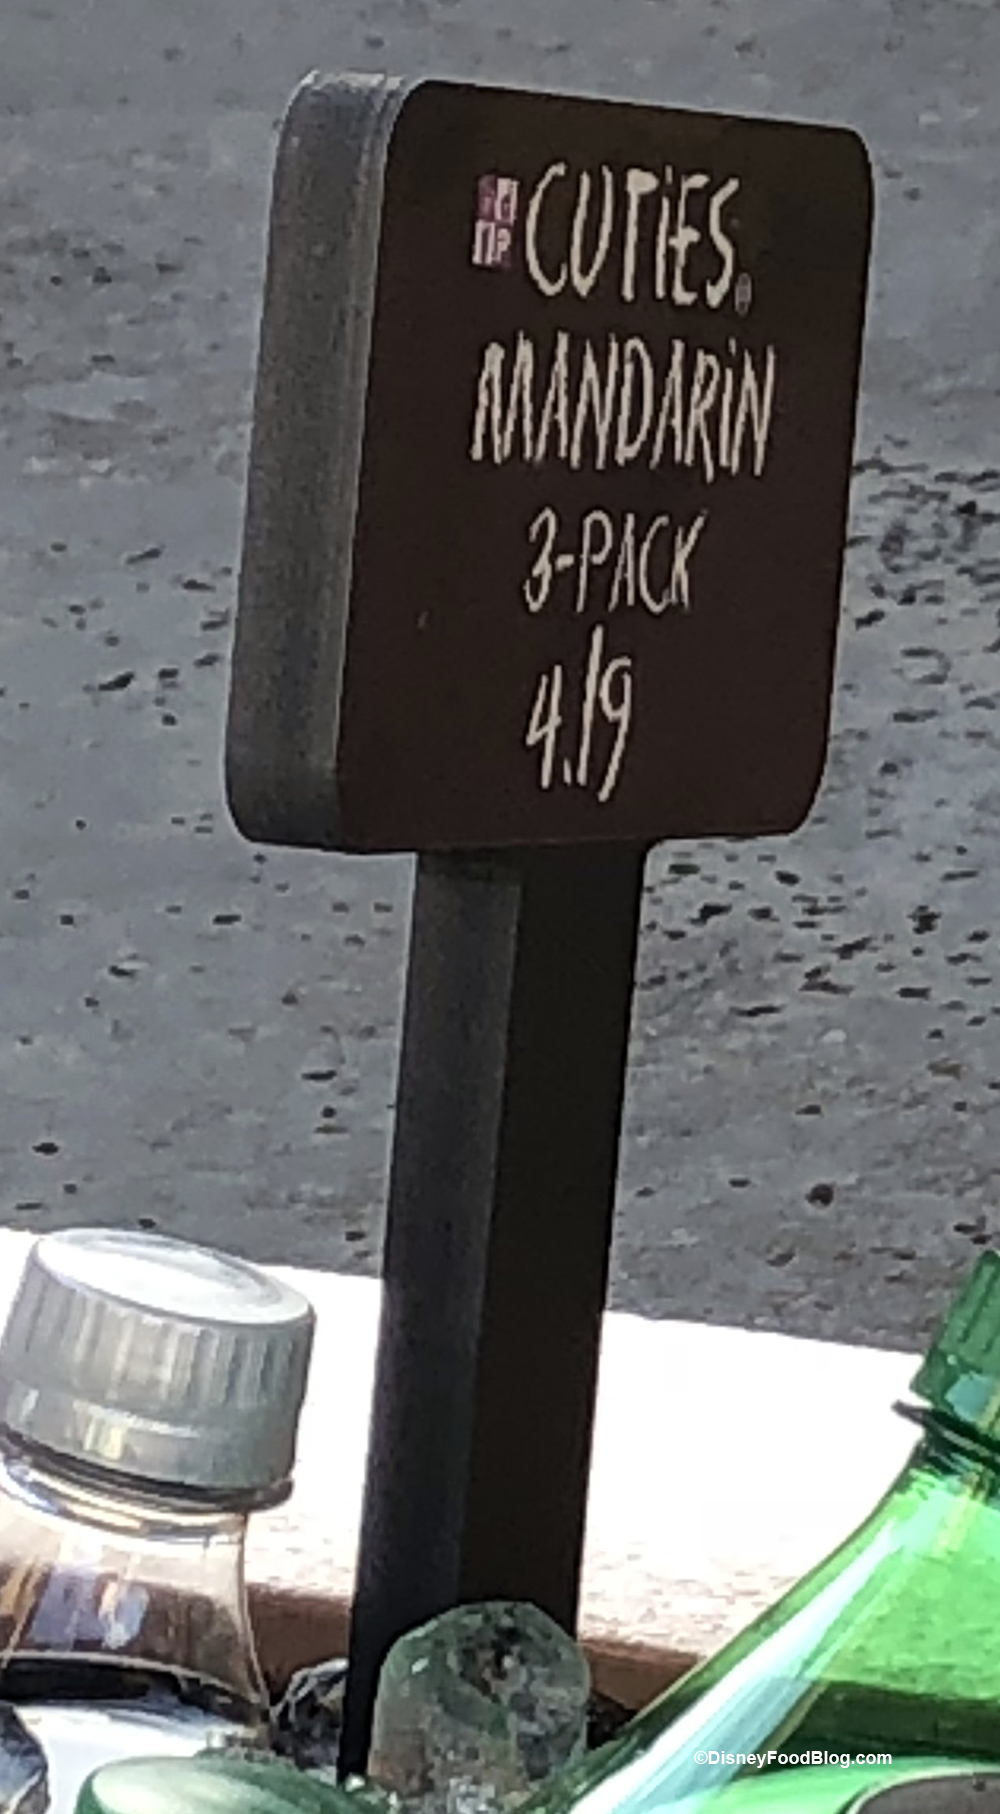 CUTiES®
MANDARiN
3-PACK
4.19
©DisneyFoodBlog.com